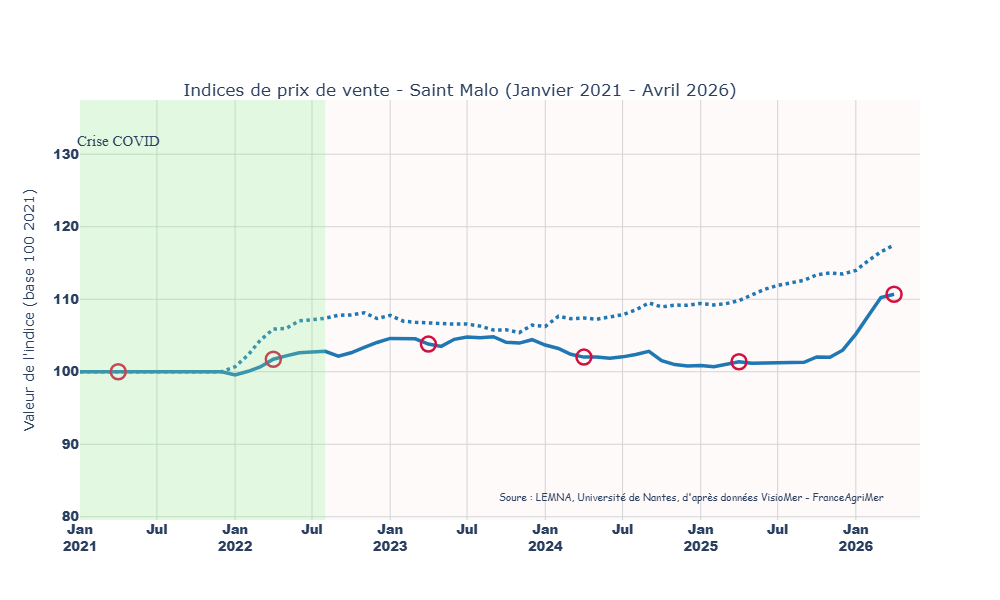 Indices de prix de vente - Saint Malo (Janvier 2021 - Avril 2026)
Crise COVID
Valeur de l'indice (base 100 2021)
130
120
110
100
90
80
Soure : LEMNA, Université de Nantes, d'après données VisioMer - FranceAgriMer
Jan Jul Jan Jul Jan Jul Jan Jul Jan Jul Jan
2021 2022 2023 2024 2025 2026